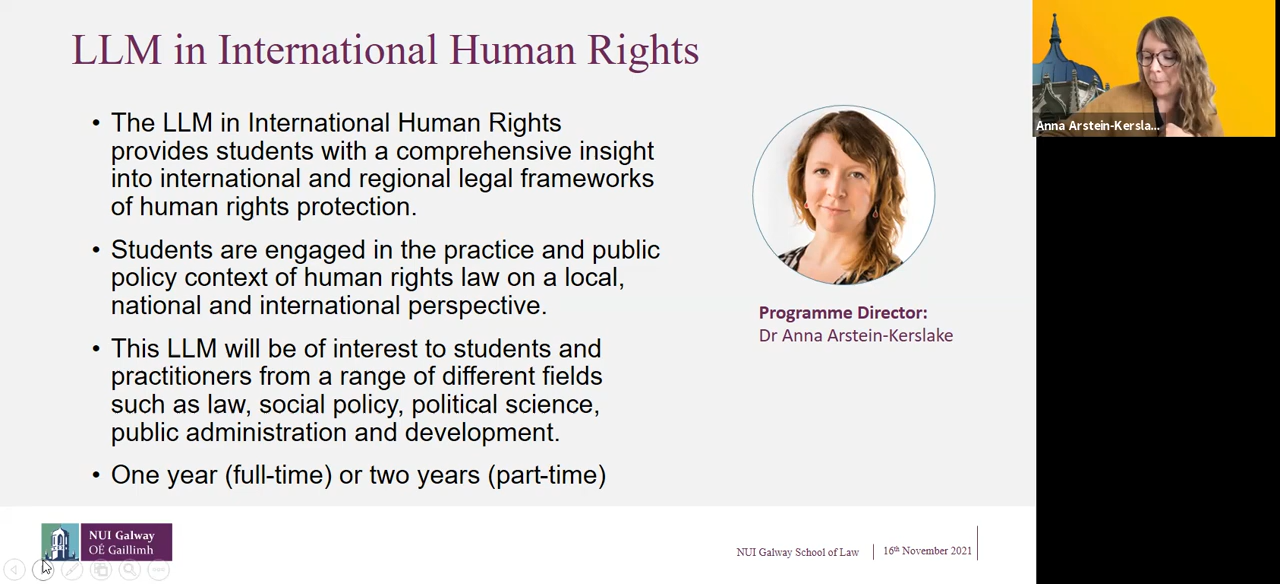 LLM in International Human Rights
• The LLM in International Human Rights
provides students with a comprehensive insight
into international and regional legal frameworks
of human rights protection.
• Students are engaged in the practice and public
policy context of human rights law on a local,
national and international perspective.
• This LLM will be of interest to students and
practitioners from a range of different fields
such as law, social policy, political science,
public administration and development.
• One year (full-time) or two years (part-time)
Anna Arstein-Kersla...
Programme Director:
Dr Anna Arstein-Kerslake
NUI Galway
OÉ Gaillimh
NUI Galway School of Law
16th November 2021